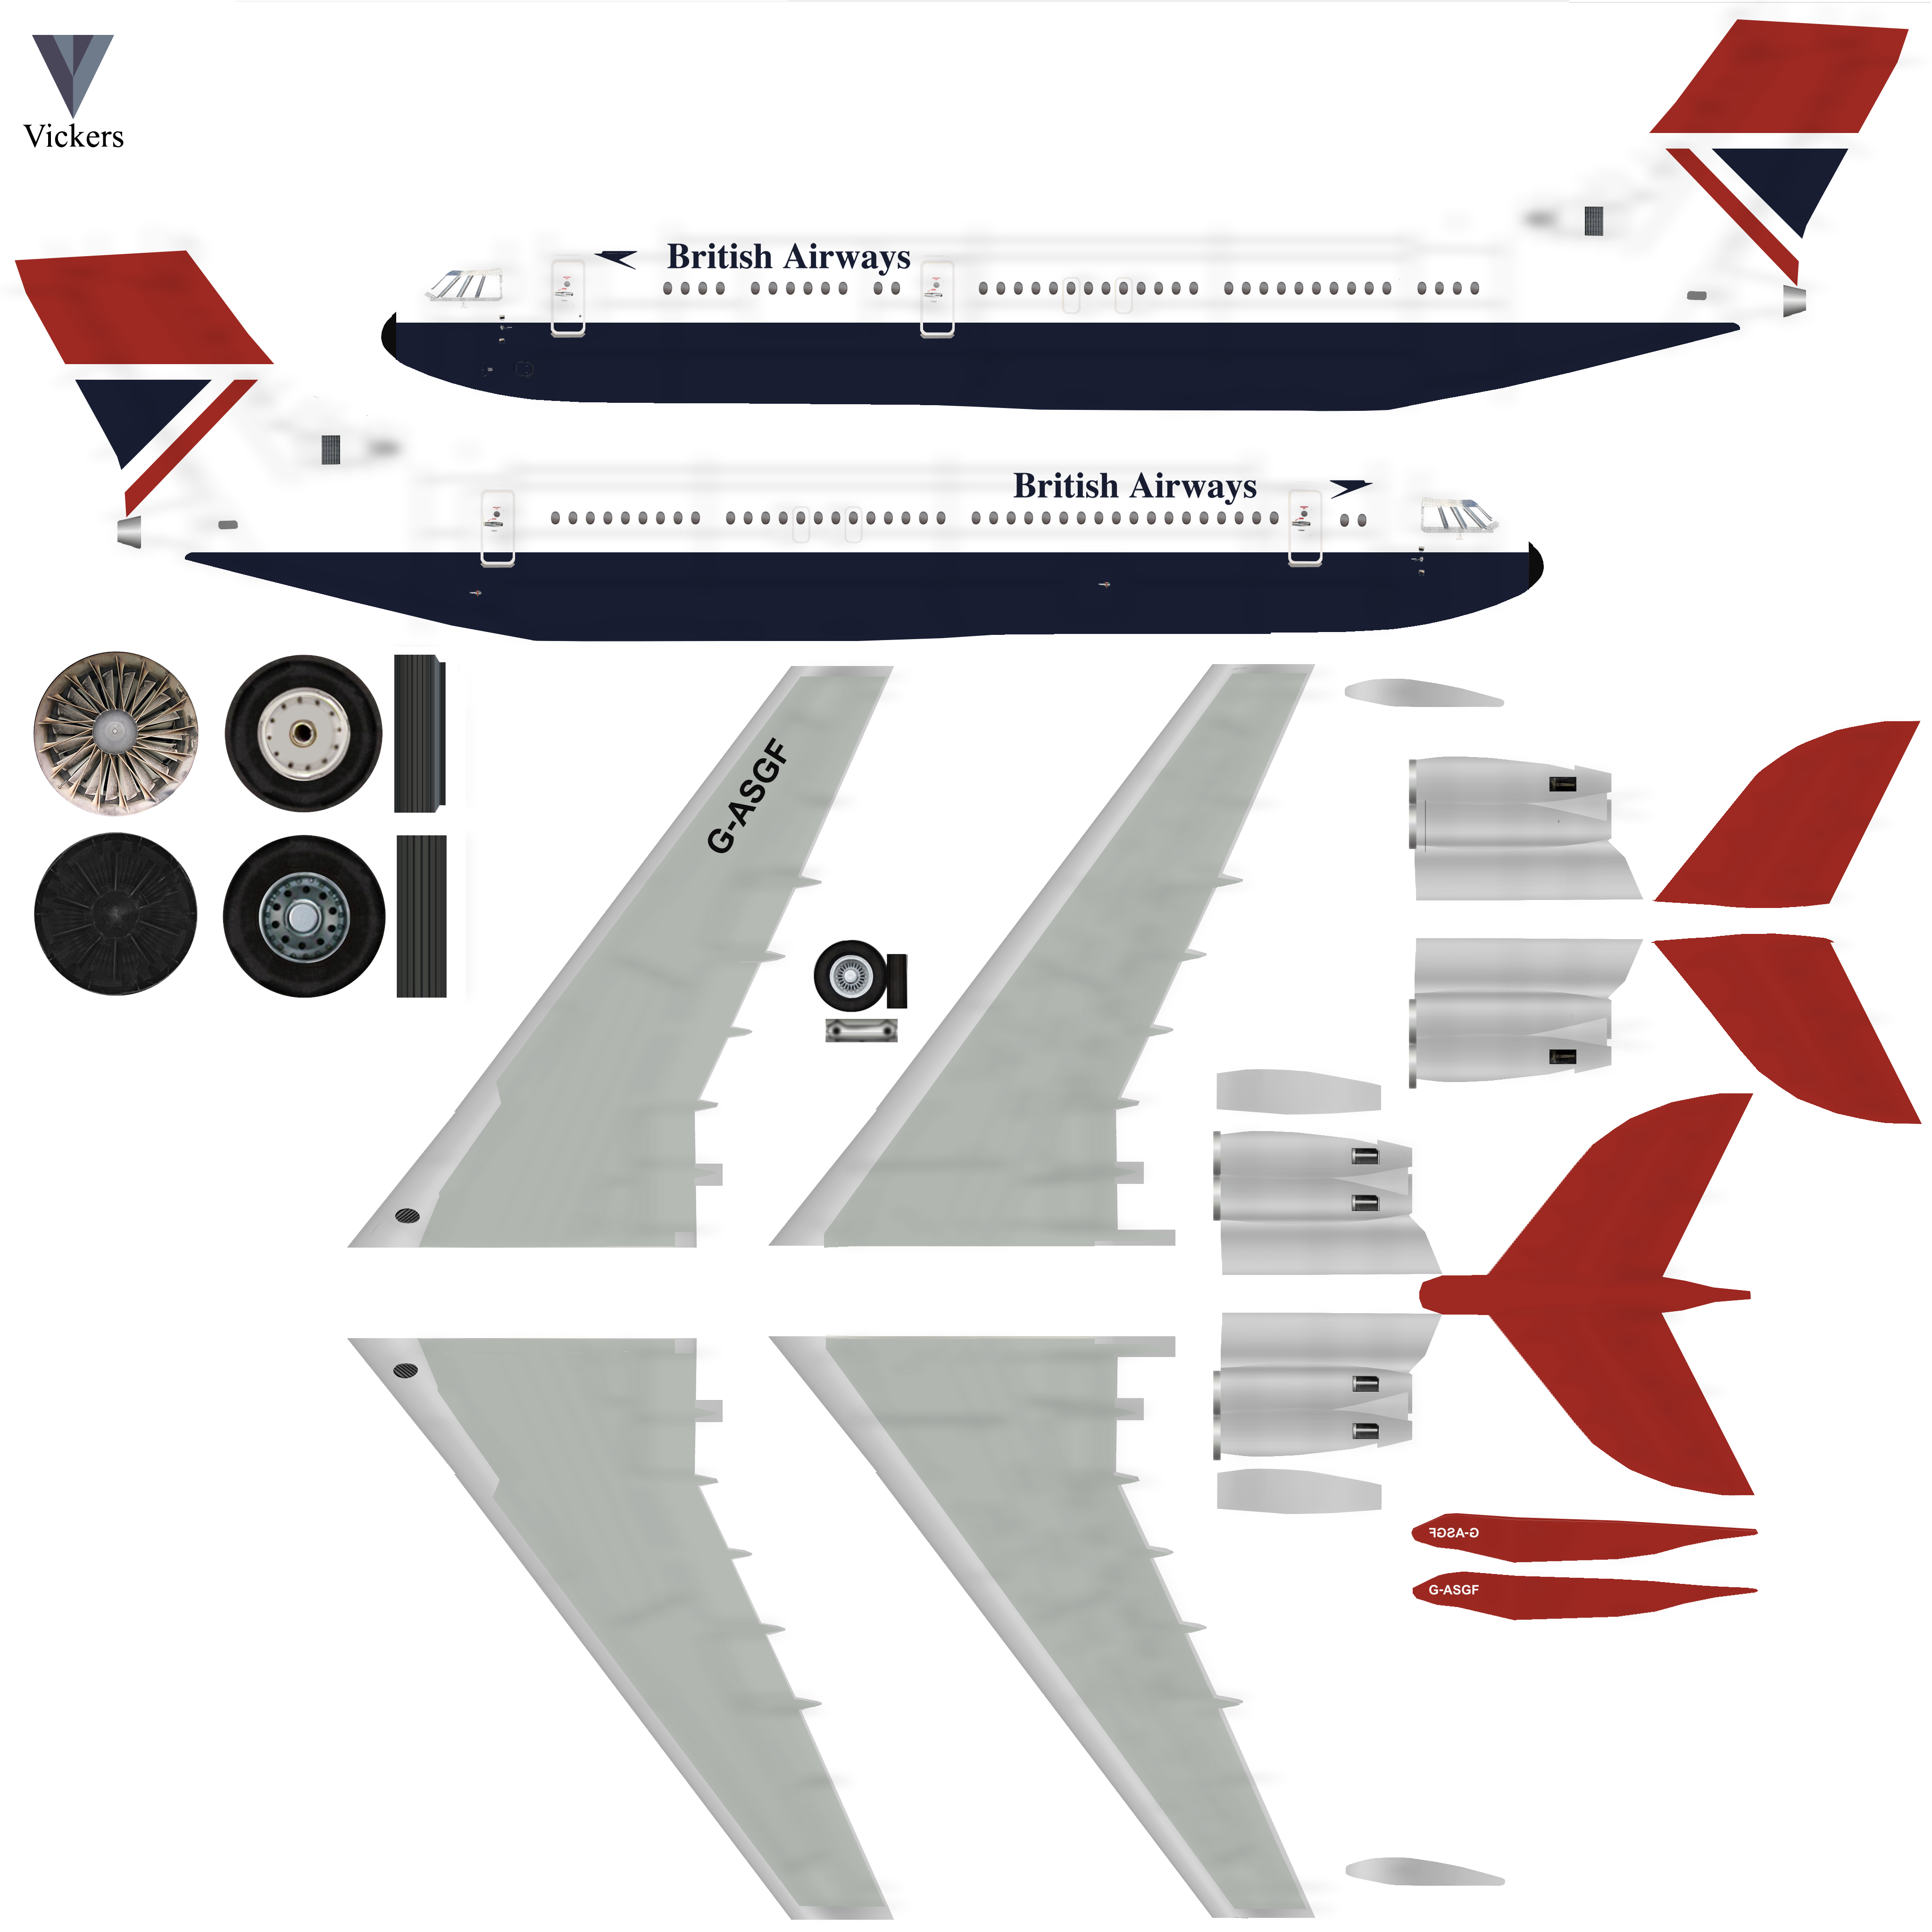 Vickers
British Airways
British Airways
G-ASGF
G-ASGF
G-ASGF